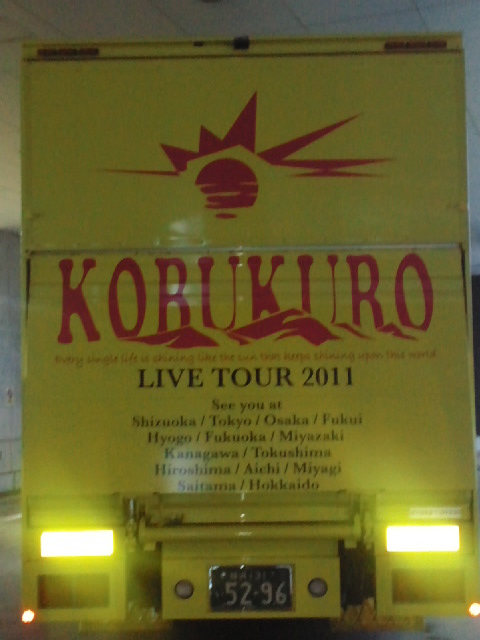 KOBUKURO
Every single life is shining like the sun that keeps shining upon this world
LIVE TOUR 2011
See you at
Shizuoka / Tokyo / Osaka / Fukui
Hyogo / Fukuoka / Miyazaki
Kanagawa / Tokushima
Hiroshima / Aichi / Miyagi
Saitama / Hokkaido
52-96